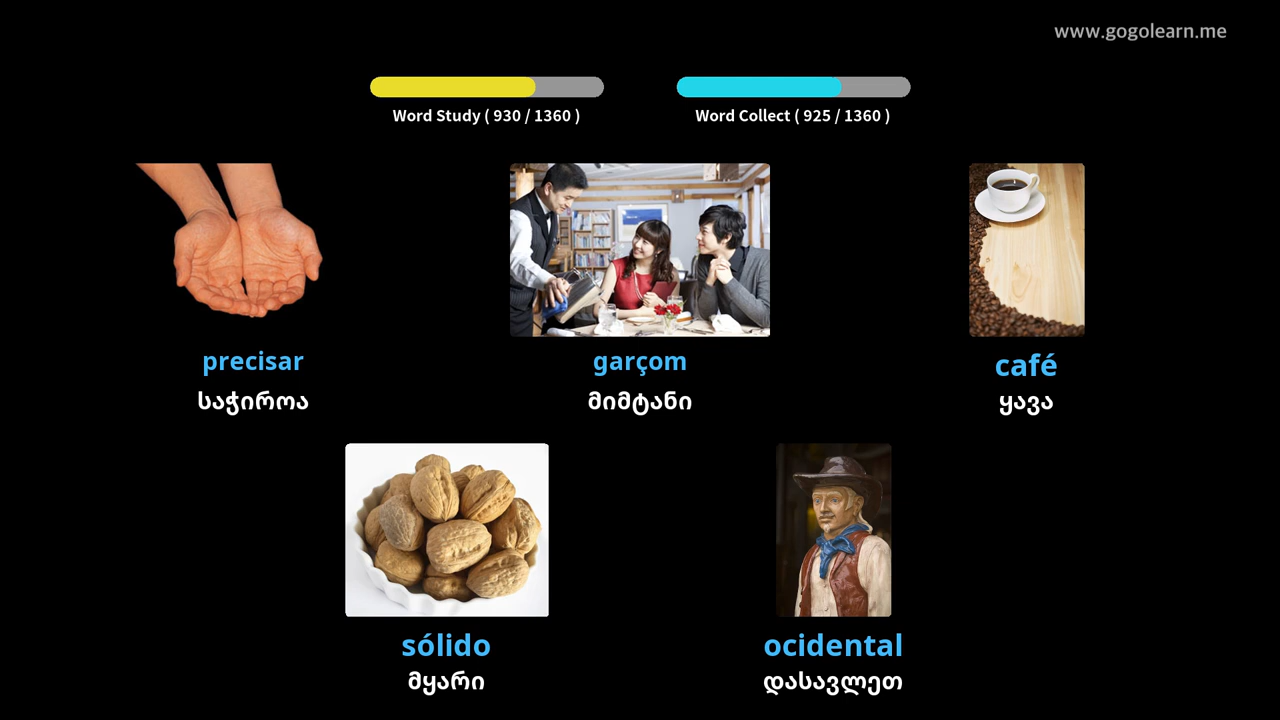 www.gogolearn.me
Word Study ( 930 / 1360 )
Word Collect ( 925 / 1360 )
precisar
საჭიროა
garçom
მიმტანი
café
ყავა
sólido
მყარი
ocidental
დასავლეთ